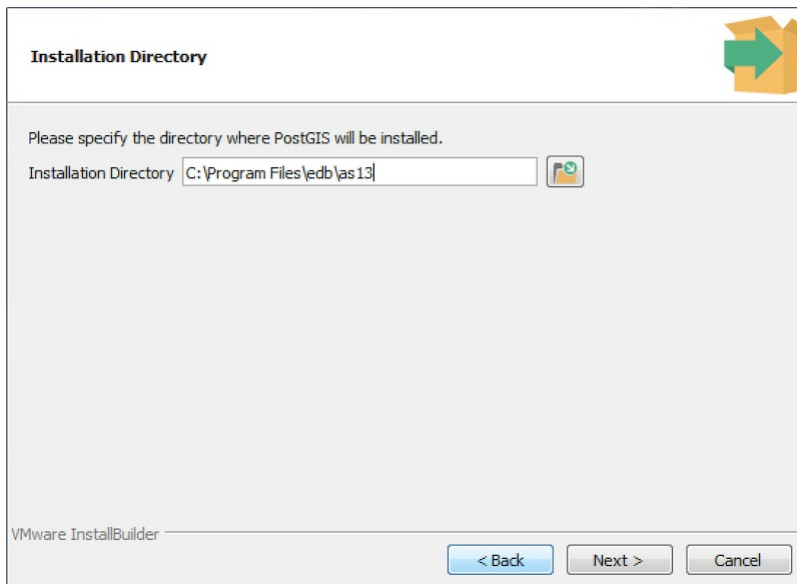 Installation Directory
Please specify the directory where PostGIS will be installed.
Installation Directory C:\Program Files\edb\as13
VMware InstallBuilder
< Back Next > Cancel